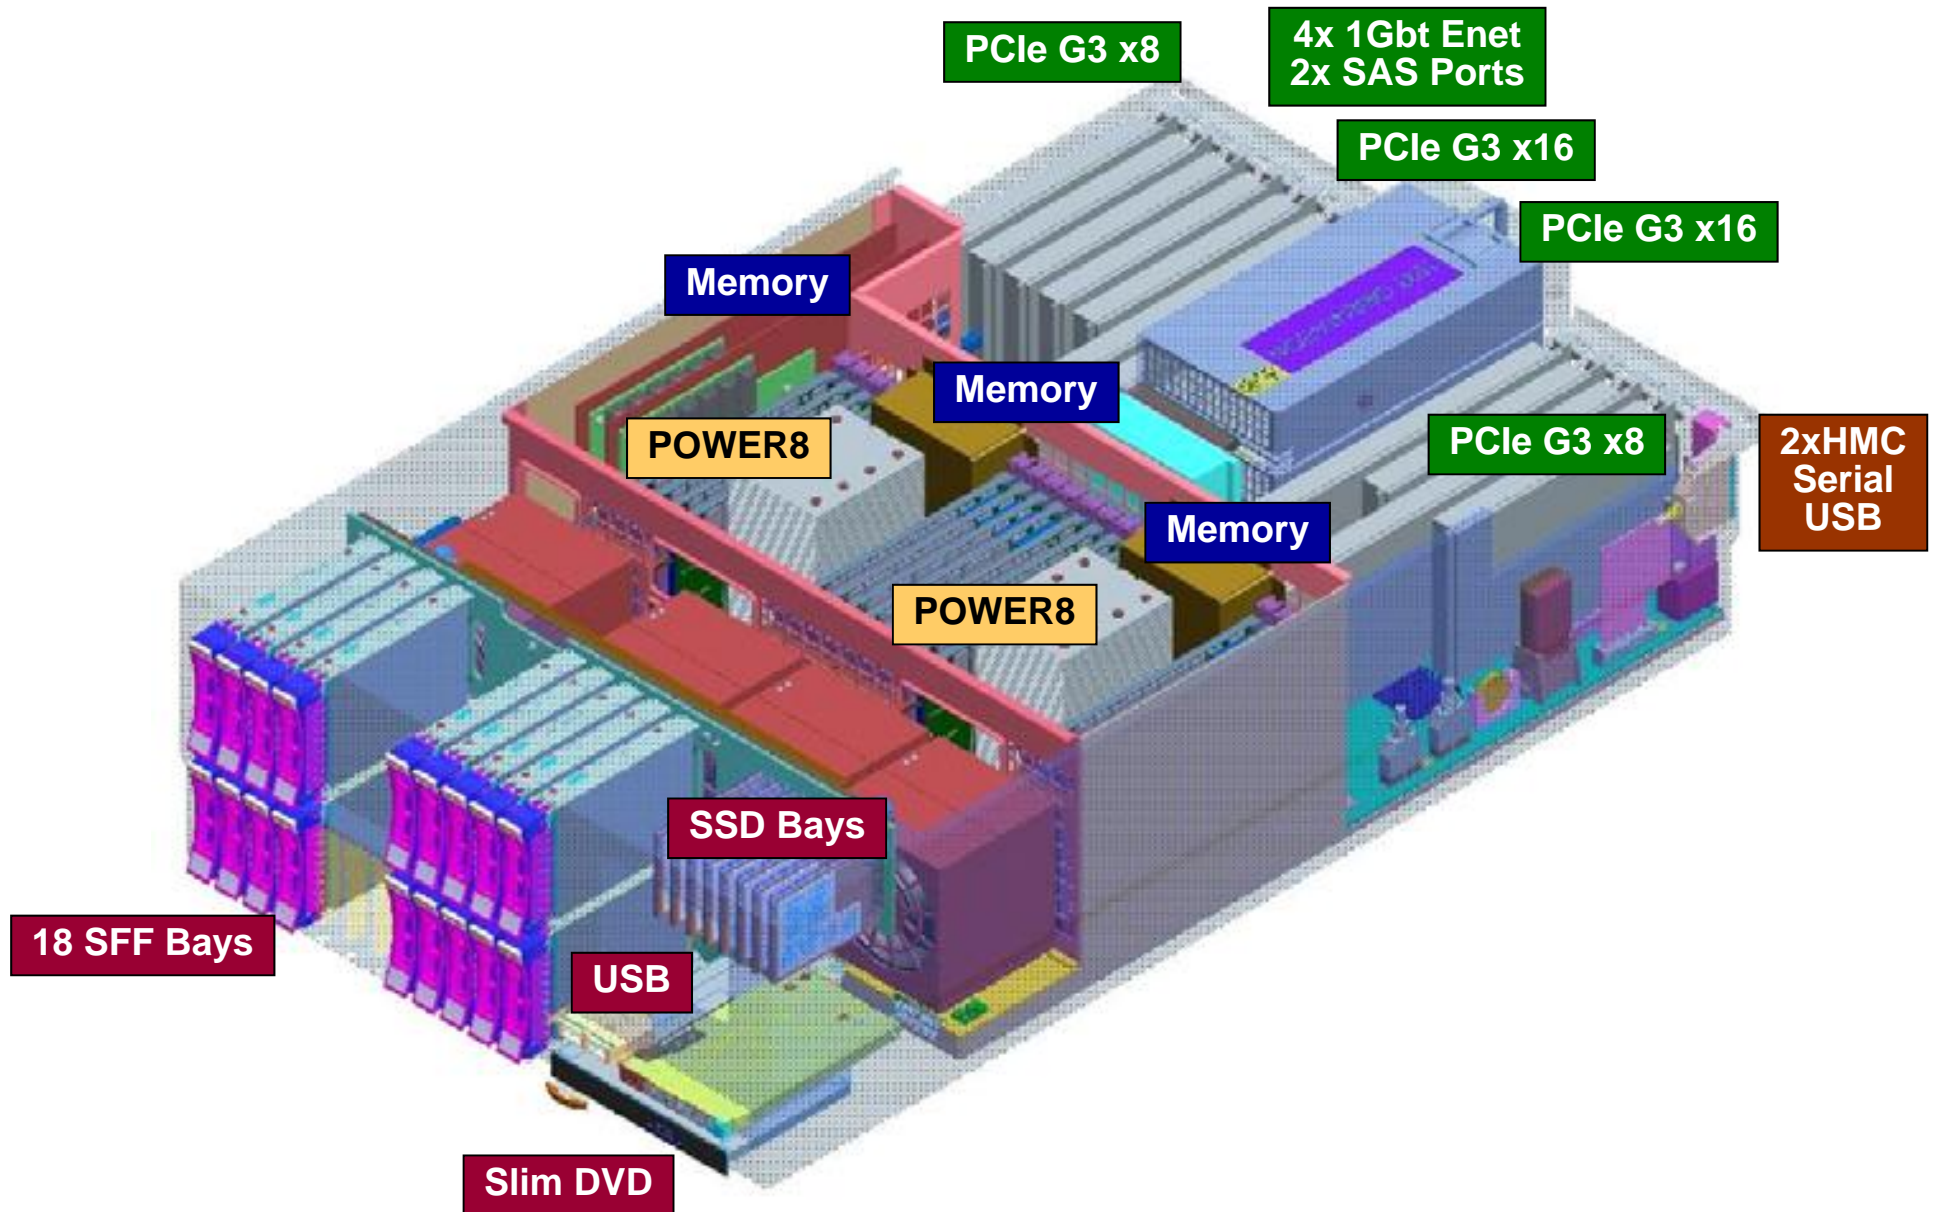 PCIe G3 x8
4x 1Gbt Enet
2x SAS Ports
PCIe G3 x16
PCIe G3 x16
Memory
Memory
POWER8
PCIe G3 x8
2xHMC
Serial
USB
Memory
POWER8
SSD Bays
18 SFF Bays
USB
Slim DVD